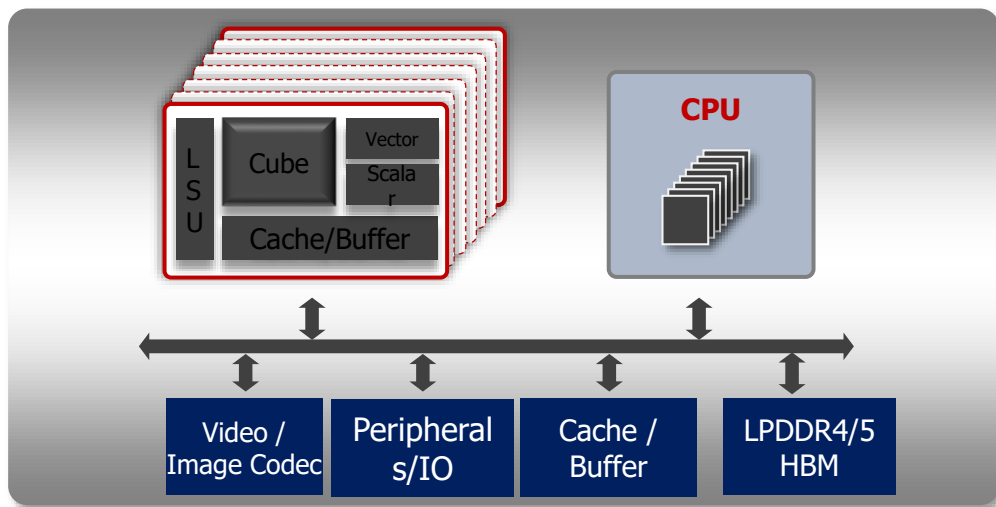 L
S
U
Cube
Vector
Scala
r
Cache/Buffer
CPU
Video /
Image Codec
Peripheral
s/IO
Cache /
Buffer
LPDDR4/5
HBM